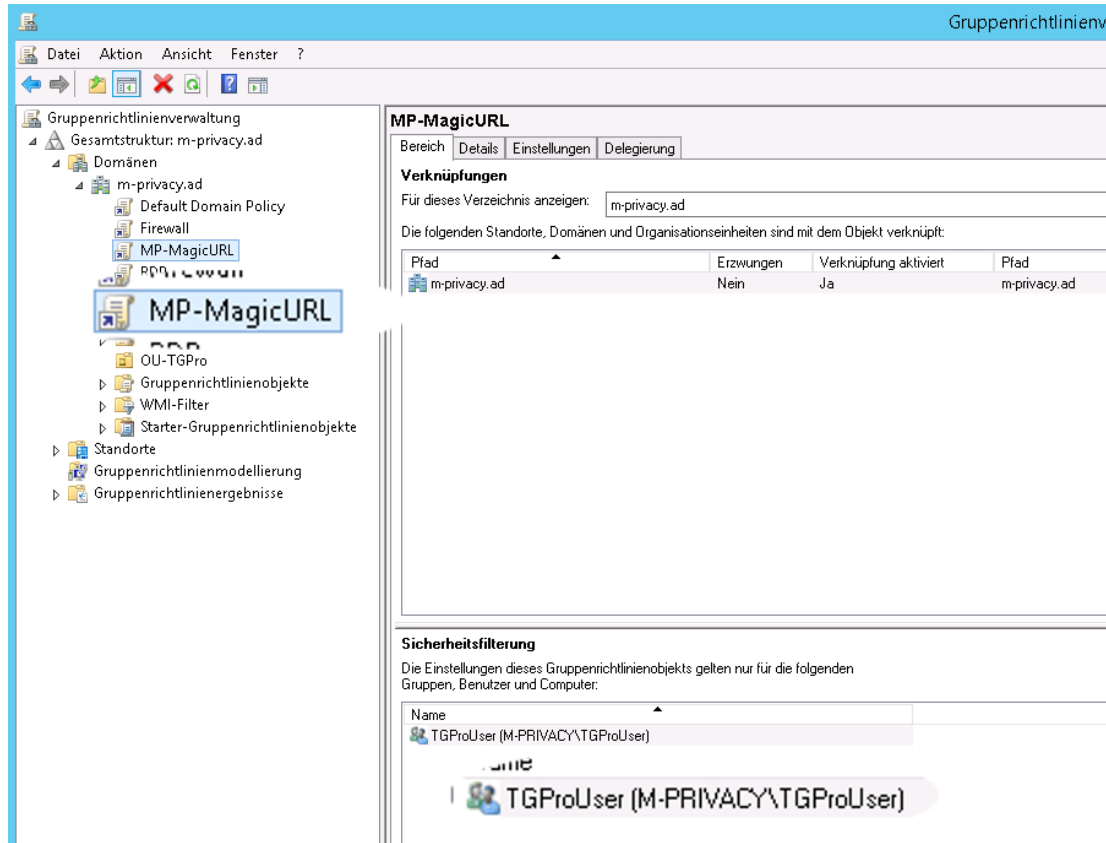 Gruppenrichtlinienv
Datei Aktion Ansicht Fenster ?
Gruppenrichtlinienverwaltung
Gesamtstruktur: m-privacy.ad
Domänen
m-privacy.ad
Default Domain Policy
Firewall
MP-MagicURL
MP-MagicURL
OU-TGPro
Gruppenrichtlinienobjekte
WMI-Filter
Starter-Gruppenrichtlinienobjekte
Standorte
Gruppenrichtlinienmodellierung
Gruppenrichtlinienergebnisse
MP-MagicURL
Bereich Details Einstellungen Delegierung
Verknüpfungen
Für dieses Verzeichnis anzeigen: m-privacy.ad
Die folgenden Standorte, Domänen und Organisationseinheiten sind mit dem Objekt verknüpft:
Pfad Erzwungen Verknüpfung aktiviert Pfad
m-privacy.ad Nein Ja m-privacy.ad
Sicherheitsfilterung
Die Einstellungen dieses Gruppenrichtlinienobjekts gelten nur für die folgenden
Gruppen, Benutzer und Computer:
Name
TGProUser (M-PRIVACY\TGProUser)
TGProUser (M-PRIVACY\TGProUser)